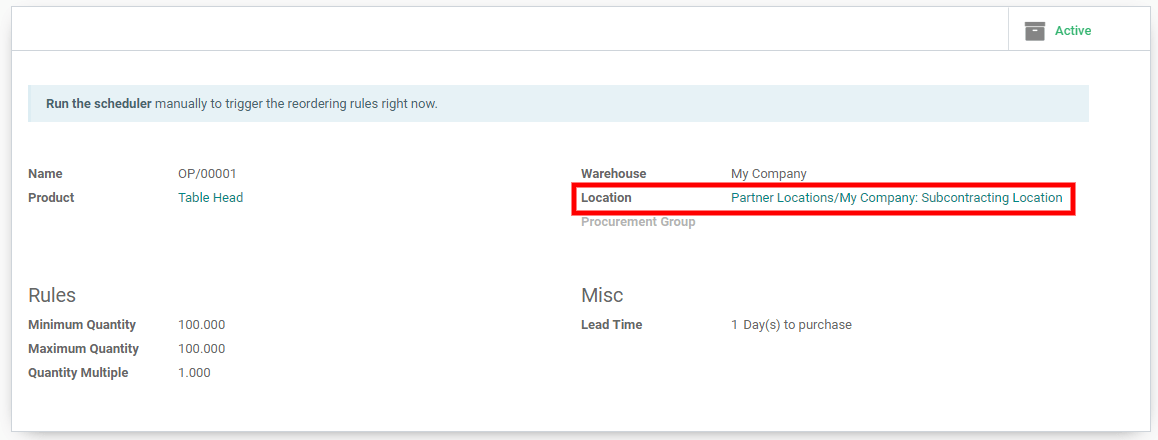 Active
Run the scheduler manually to trigger the reordering rules right now.
Name OP/00001
Product Table Head
Warehouse My Company
Location Partner Locations/My Company: Subcontracting Location
Procurement Group
Rules
Minimum Quantity 100.000
Maximum Quantity 100.000
Quantity Multiple 1.000
Misc
Lead Time 1 Day(s) to purchase